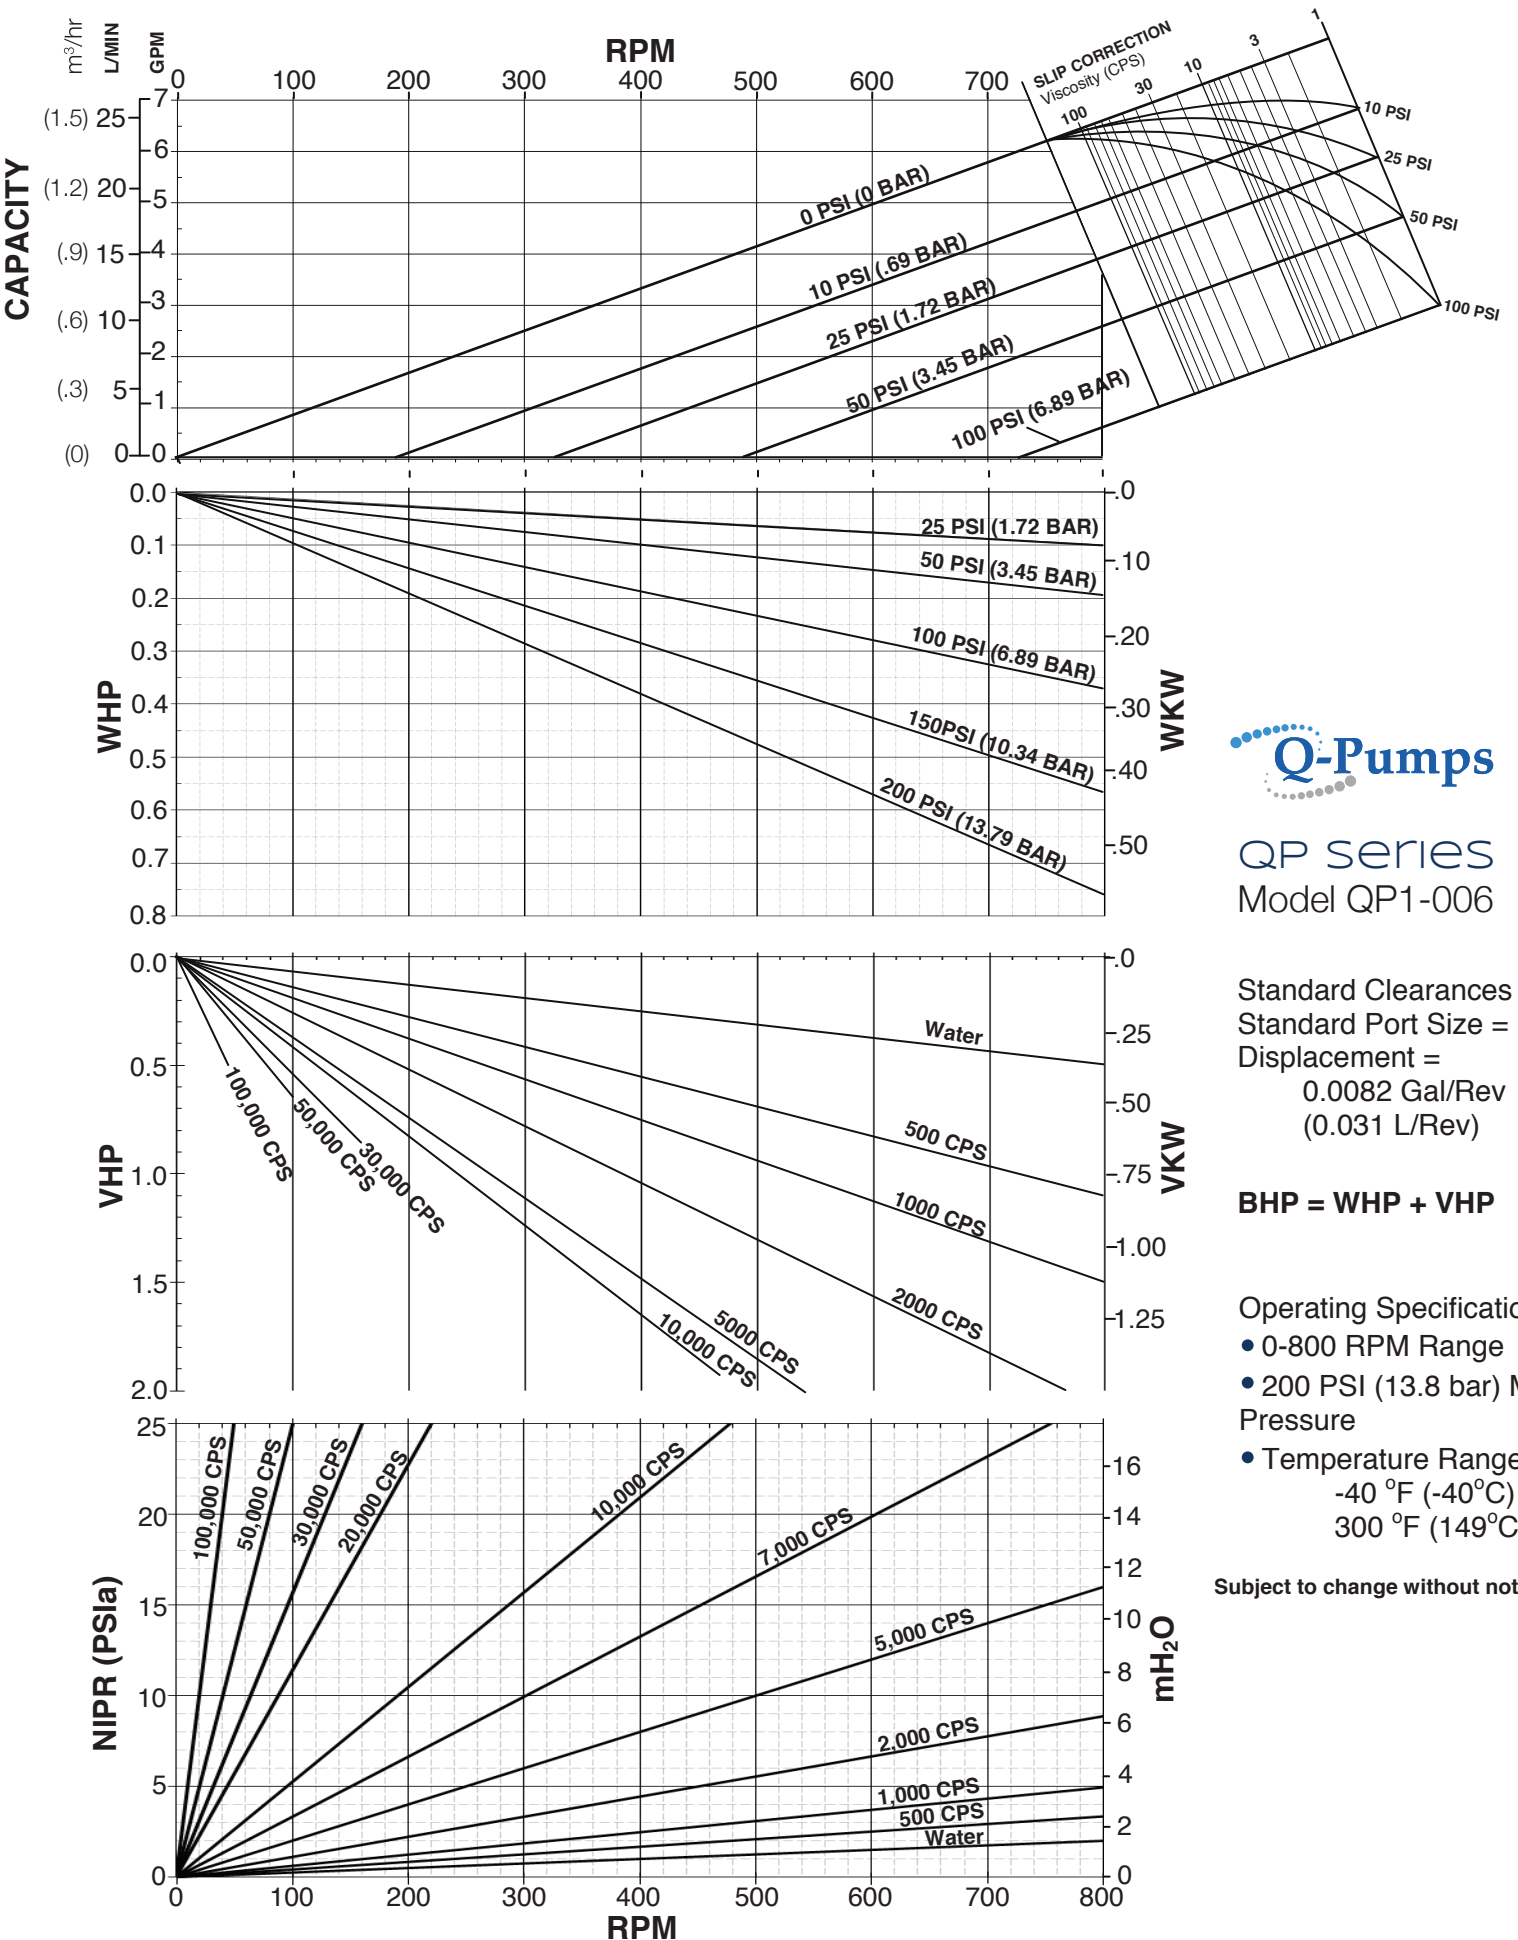 m³/hr
L/MIN
GPM
CAPACITY
RPM
0 100 200 300 400 500 600 700
SLIP CORRECTION
Viscosity (CPS)
100 30 10 3 1
(1.5) 25
(1.2) 20
(.9) 15
(.6) 10
(.3) 5
(0) 0
7
6
5
4
3
2
1
0
0 PSI (0 BAR)
10 PSI (.69 BAR)
25 PSI (1.72 BAR)
50 PSI (3.45 BAR)
100 PSI (6.89 BAR)
10 PSI
25 PSI
50 PSI
100 PSI
WHP
0.0
0.1
0.2
0.3
0.4
0.5
0.6
0.7
0.8
25 PSI (1.72 BAR)
50 PSI (3.45 BAR)
100 PSI (6.89 BAR)
150PSI (10.34 BAR)
200 PSI (13.79 BAR)
.0
.10
.20
.30
.40
.50
WKW
Q-Pumps
QP series
Model QP1-006
Standard Clearances
Standard Port Size =
Displacement =
0.0082 Gal/Rev
(0.031 L/Rev)
BHP = WHP + VHP
Operating Specificatio
• 0-800 RPM Range
• 200 PSI (13.8 bar) M
Pressure
• Temperature Range
-40 °F (-40°C)
300 °F (149°C
Subject to change without not
VHP
0.0
0.5
1.0
1.5
2.0
Water
500 CPS
1000 CPS
2000 CPS
5000 CPS
10,000 CPS
30,000 CPS
50,000 CPS
100,000 CPS
.0
.25
.50
.75
1.00
1.25
VKW
NIPR (PSIa)
25
20
15
10
5
0
100,000 CPS
50,000 CPS
30,000 CPS
20,000 CPS
10,000 CPS
7,000 CPS
5,000 CPS
2,000 CPS
1,000 CPS
500 CPS
Water
16
14
12
10
8
6
4
2
0
mH₂O
0 100 200 300 400 500 600 700 800
RPM